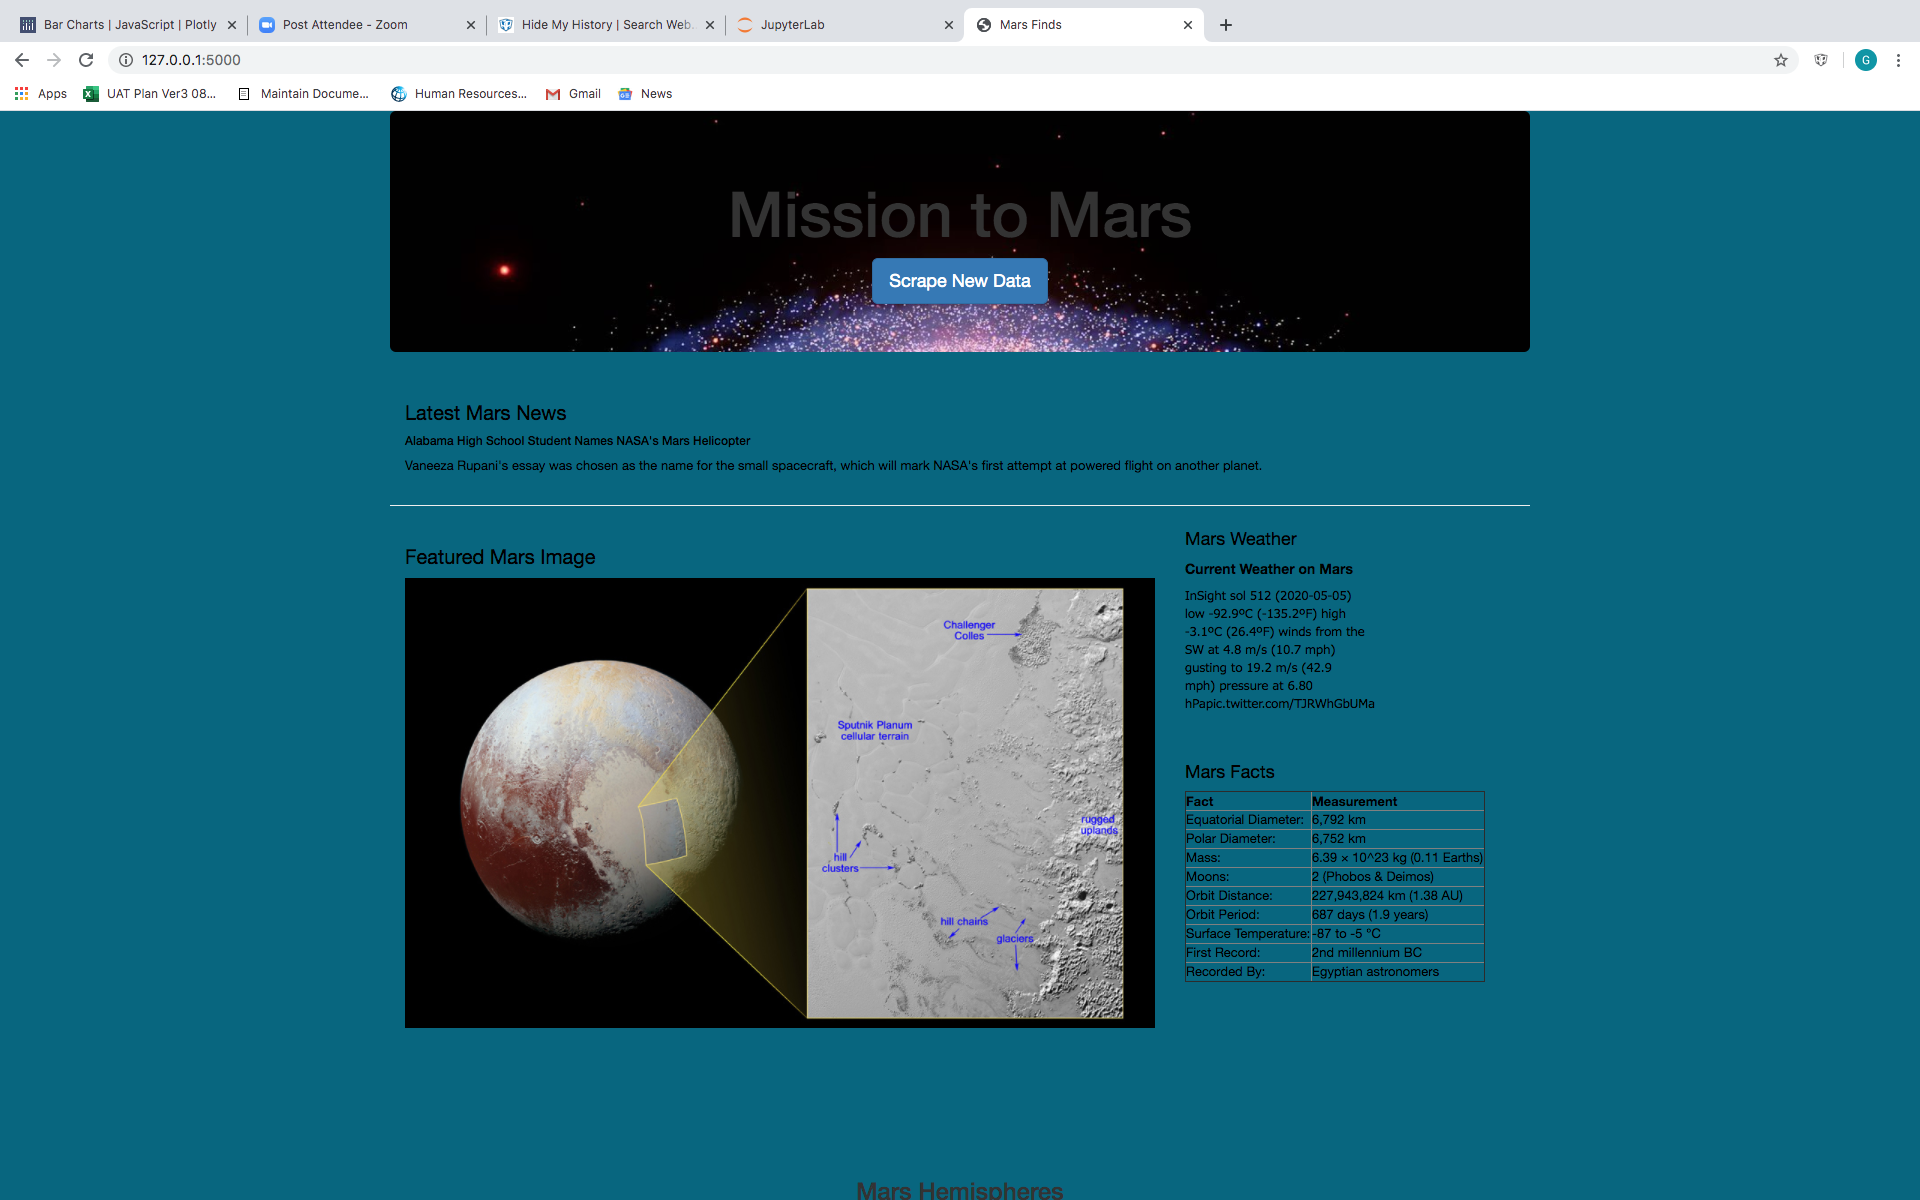 Bar Charts | JavaScript | Plotly
Post Attendee - Zoom
Hide My History | Search Web...
JupyterLab
Mars Finds
127.0.0.1:5000
G
Apps
UAT Plan Ver3 08...
Maintain Docume...
Human Resources...
Gmail
News
Mission to Mars
Scrape New Data
Latest Mars News
Alabama High School Student Names NASA's Mars Helicopter
Vaneeza Rupani's essay was chosen as the name for the small spacecraft, which will mark NASA's first attempt at powered flight on another planet.
Featured Mars Image
Challenger
Colles
Sputnik Planum
cellular terrain
rugged
uplands
hill
clusters
hill chains
glaciers
Mars Weather
Current Weather on Mars
InSight sol 512 (2020-05-05)
low -92.9ºC (-135.2ºF) high
-3.1ºC (26.4ºF) winds from the
SW at 4.8 m/s (10.7 mph)
gusting to 19.2 m/s (42.9
mph) pressure at 6.80
hPapic.twitter.com/TJRWhGbUMa
Mars Facts
Fact Measurement
Equatorial Diameter: 6,792 km
Polar Diameter: 6,752 km
Mass: 6.39 × 10^23 kg (0.11 Earths)
Moons: 2 (Phobos & Deimos)
Orbit Distance: 227,943,824 km (1.38 AU)
Orbit Period: 687 days (1.9 years)
Surface Temperature: -87 to -5 °C
First Record: 2nd millennium BC
Recorded By: Egyptian astronomers
Mars Hemispheres